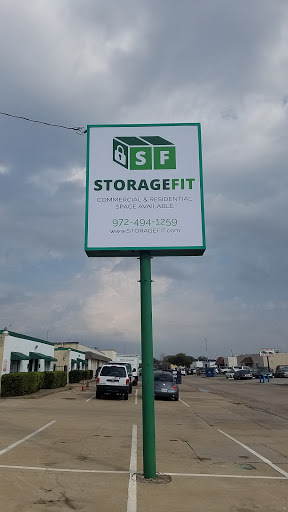 SF
STORAGEFIT
COMMERCIAL & RESIDENTIAL
SPACE AVAILABLE
972-494-1259
www.STORAGEFIT.com